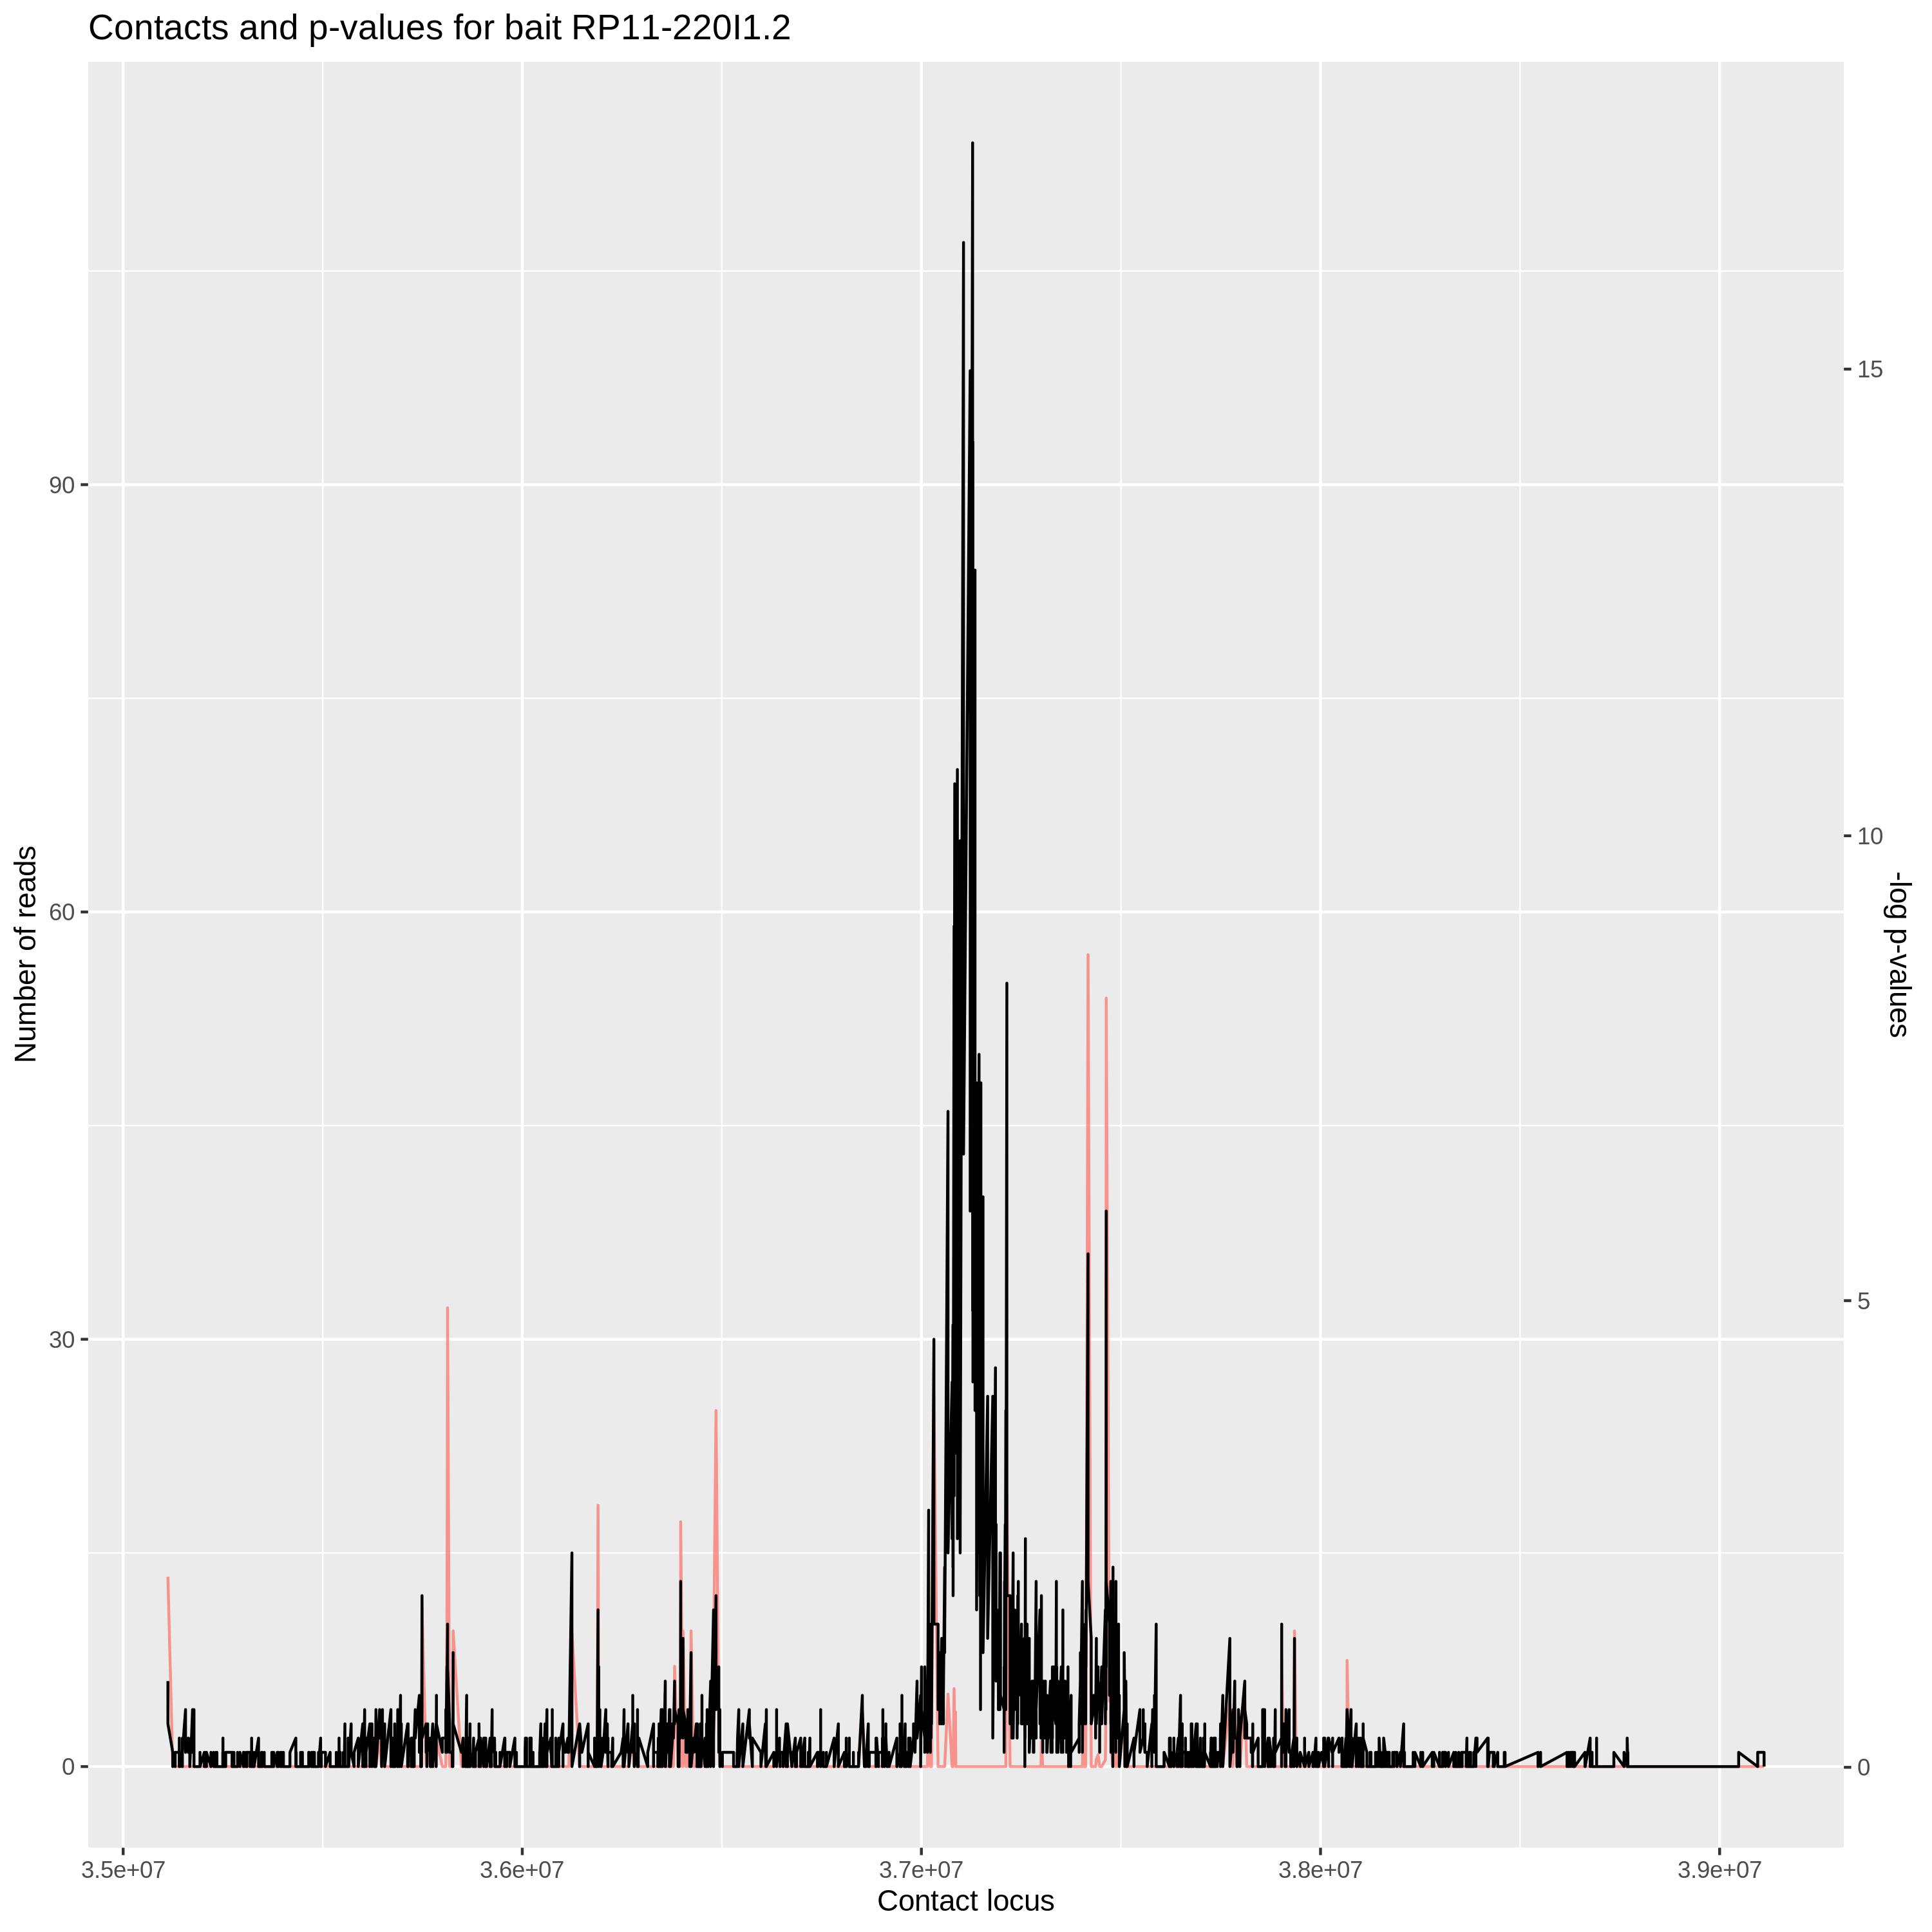 Contacts and p-values for bait RP11-220I1.2
Number of reads
90
60
30
0
15
10
5
0
-log p-values
3.5e+07 3.6e+07 3.7e+07 3.8e+07 3.9e+07
Contact locus